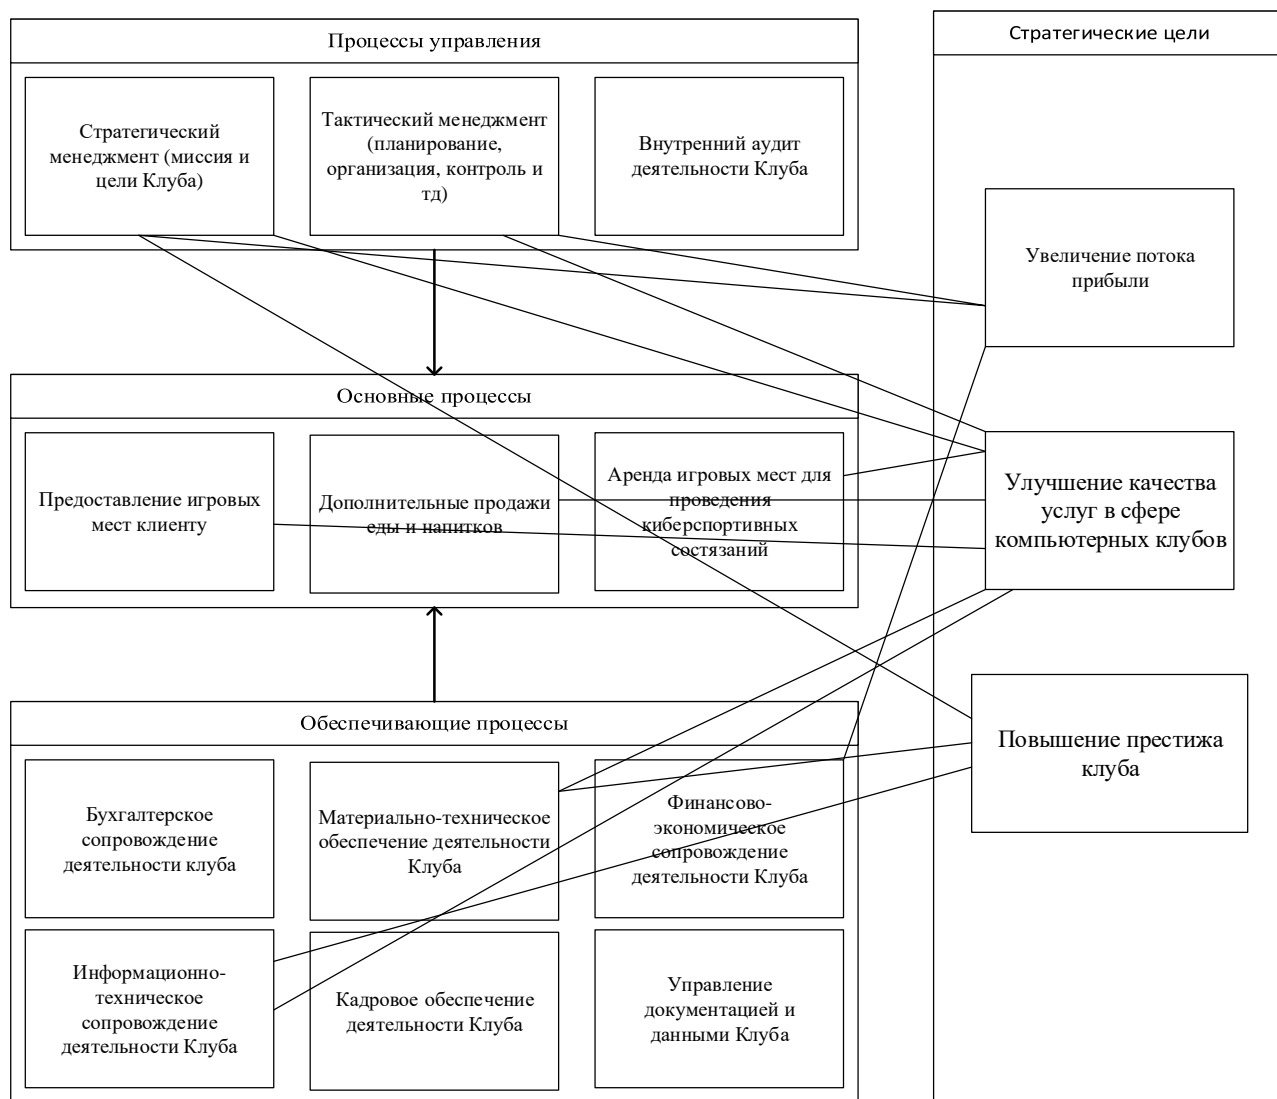 Процессы управления
Стратегический
менеджмент (миссия и
цели Клуба)
Тактический менеджмент
(планирование,
организация, контроль и
тд)
Внутренний аудит
деятельности Клуба
Основные процессы
Предоставление игровых
мест клиенту
Дополнительные продажи
еды и напитков
Аренда игровых мест для
проведения
киберспортивных
состязаний
Обеспечивающие процессы
Бухгалтерское
сопровождение
деятельности клуба
Материально-техническое
обеспечение деятельности
Клуба
Финансово-
экономическое
сопровождение
деятельности Клуба
Информационно-
техническое
сопровождение
деятельности Клуба
Кадровое обеспечение
деятельности Клуба
Управление
документацией и
данными Клуба
Стратегические цели
Увеличение потока
прибыли
Улучшение качества
услуг в сфере
компьютерных клубов
Повышение престижа
клуба